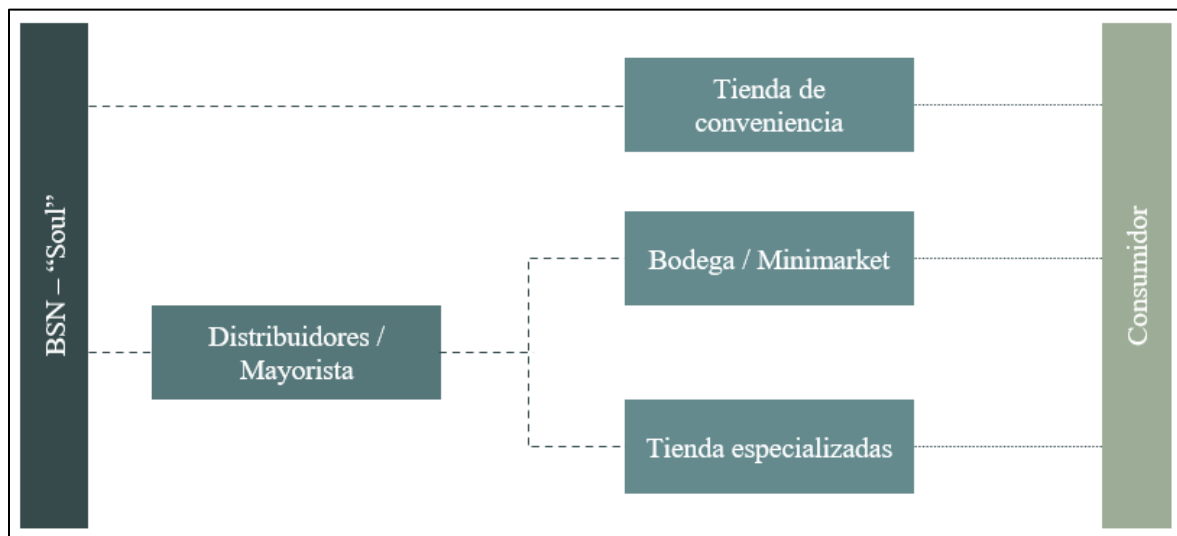 BSN – “Soul”
Tienda de
conveniencia
Bodega / Minimarket
Distribuidores /
Mayorista
Tienda especializadas
Consumidor